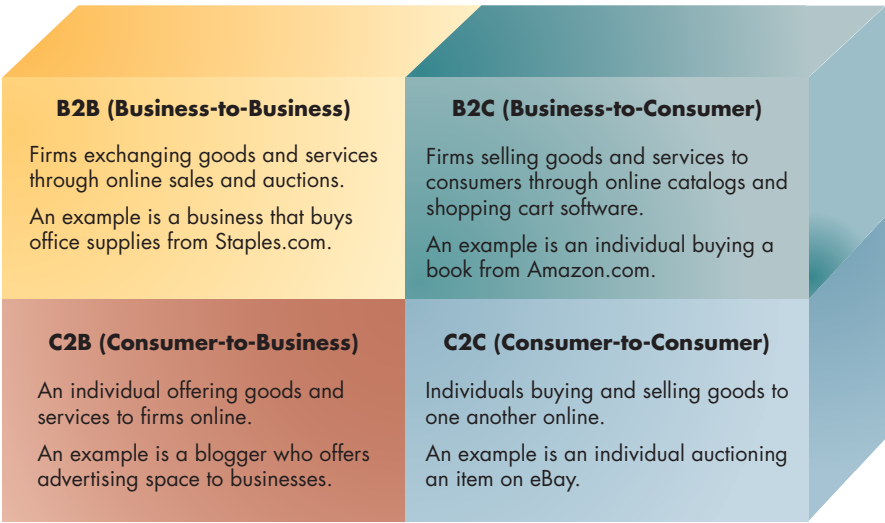 B2B (Business-to-Business)
Firms exchanging goods and services
through online sales and auctions.
An example is a business that buys
office supplies from Staples.com.
B2C (Business-to-Consumer)
Firms selling goods and services to
consumers through online catalogs and
shopping cart software.
An example is an individual buying a
book from Amazon.com.
C2B (Consumer-to-Business)
An individual offering goods and
services to firms online.
An example is a blogger who offers
advertising space to businesses.
C2C (Consumer-to-Consumer)
Individuals buying and selling goods to
one another online.
An example is an individual auctioning
an item on eBay.